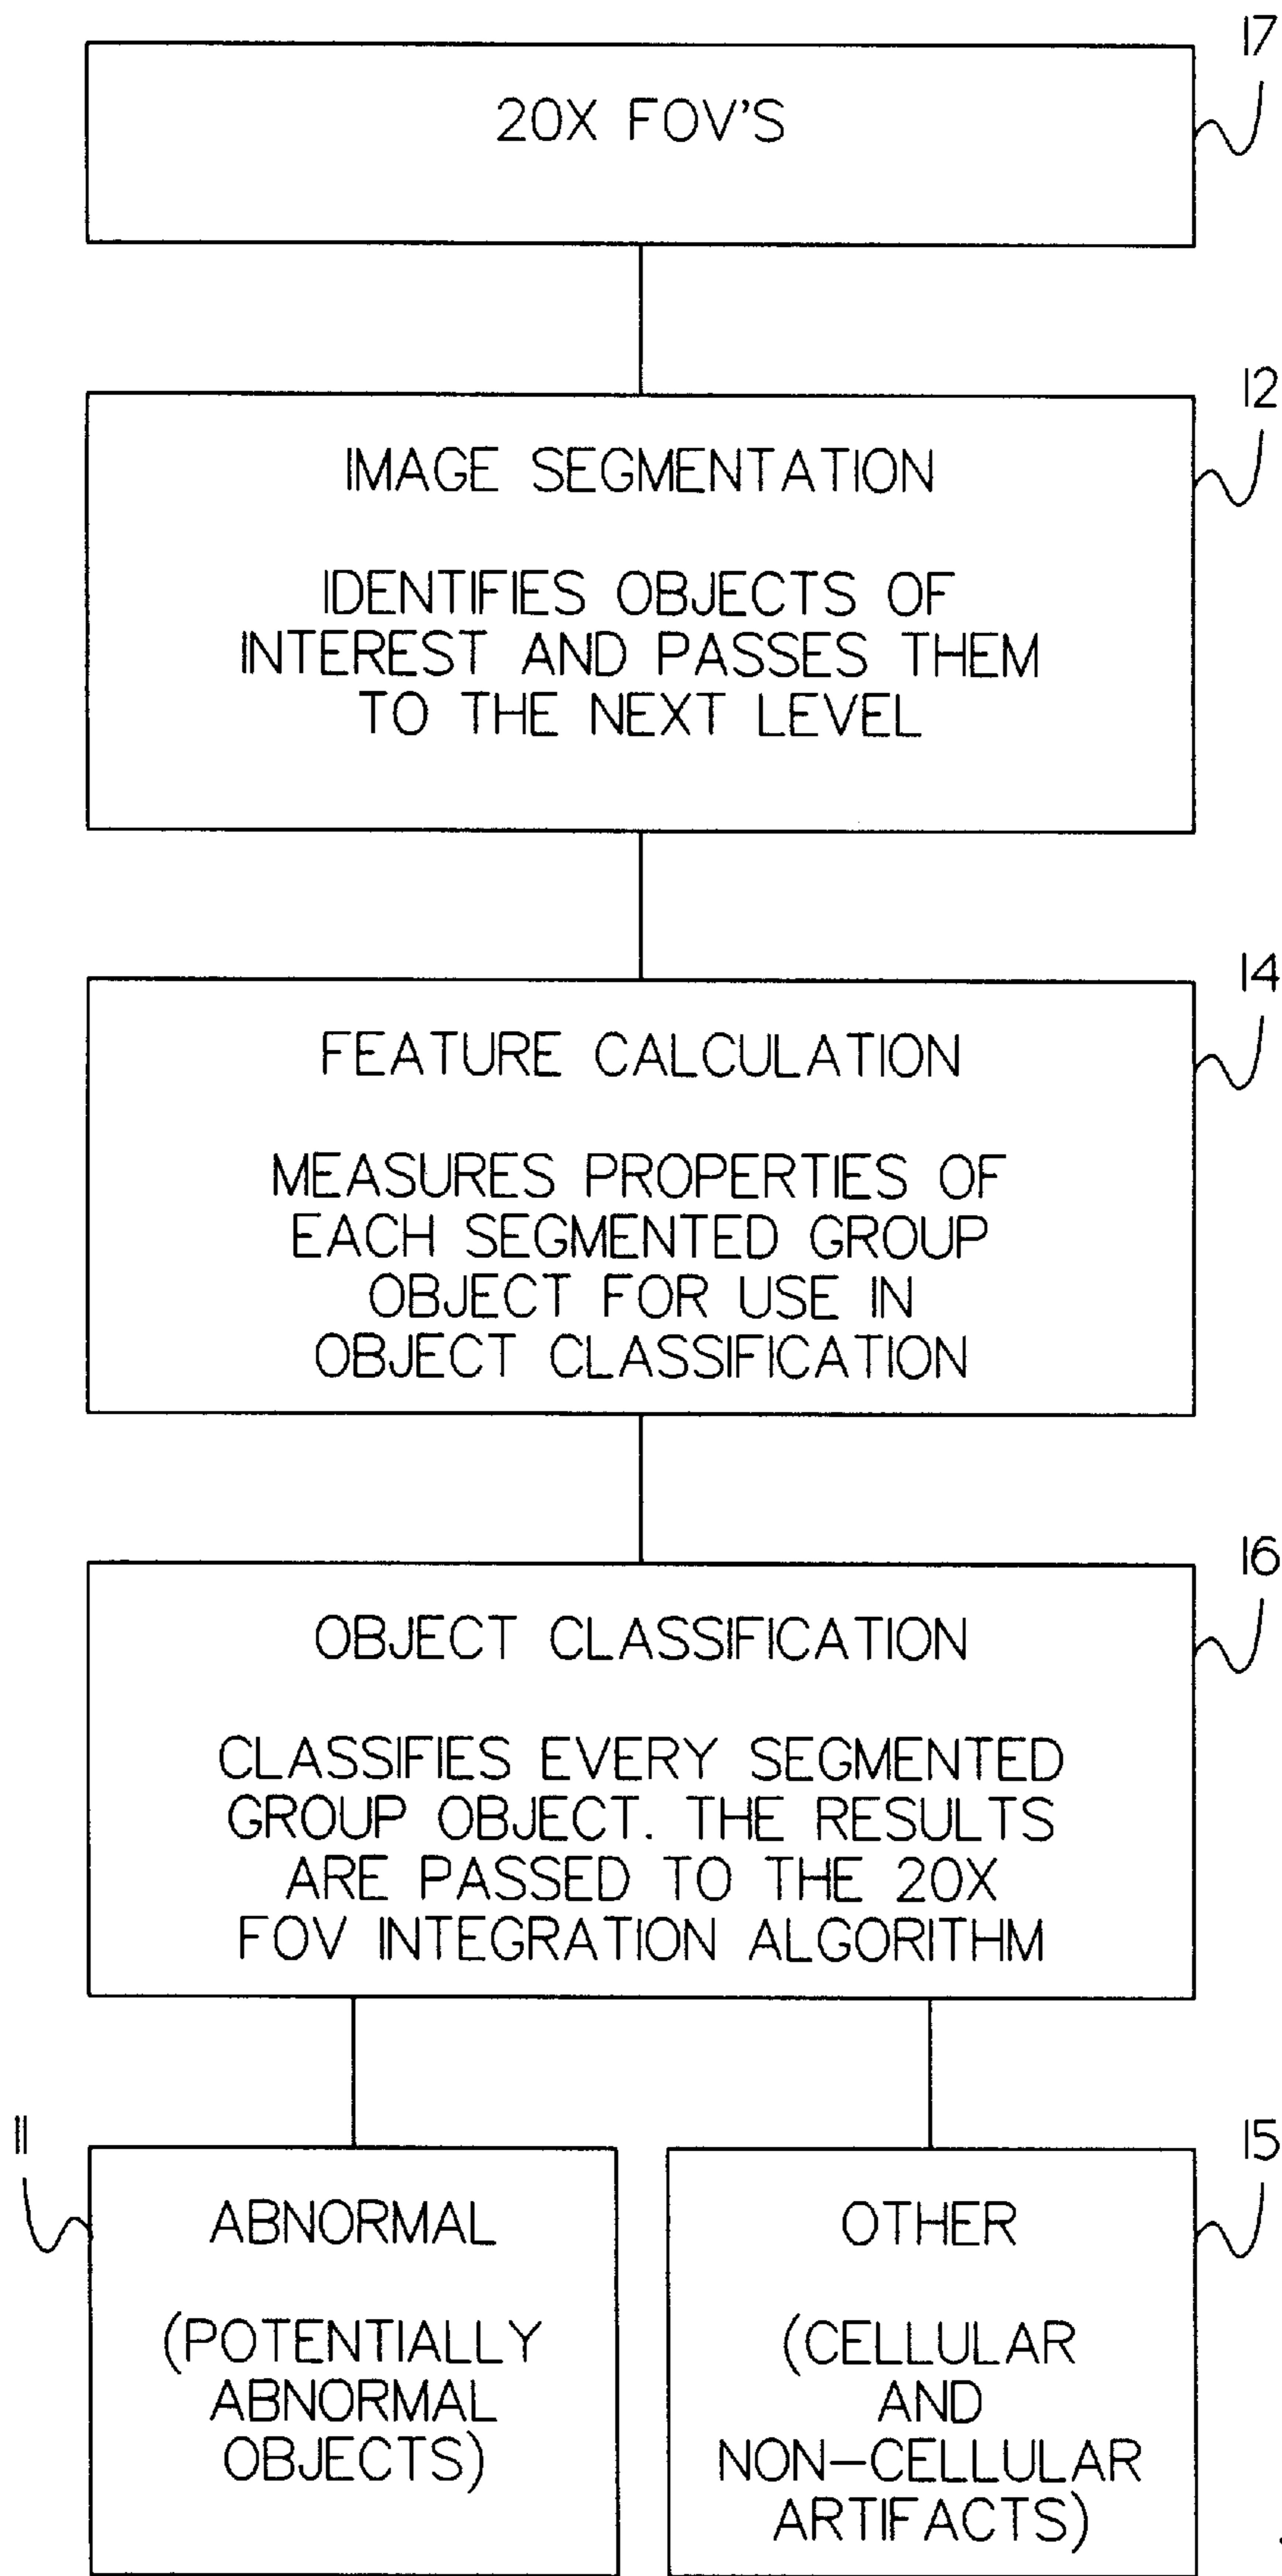 17
20X FOV'S
12
IMAGE SEGMENTATION
IDENTIFIES OBJECTS OF
INTEREST AND PASSES THEM
TO THE NEXT LEVEL
14
FEATURE CALCULATION
MEASURES PROPERTIES OF
EACH SEGMENTED GROUP
OBJECT FOR USE IN
OBJECT CLASSIFICATION
16
OBJECT CLASSIFICATION
CLASSIFIES EVERY SEGMENTED
GROUP OBJECT. THE RESULTS
ARE PASSED TO THE 20X
FOV INTEGRATION ALGORITHM
11
ABNORMAL
(POTENTIALLY
ABNORMAL
OBJECTS)
15
OTHER
(CELLULAR
AND
NON-CELLULAR
ARTIFACTS)